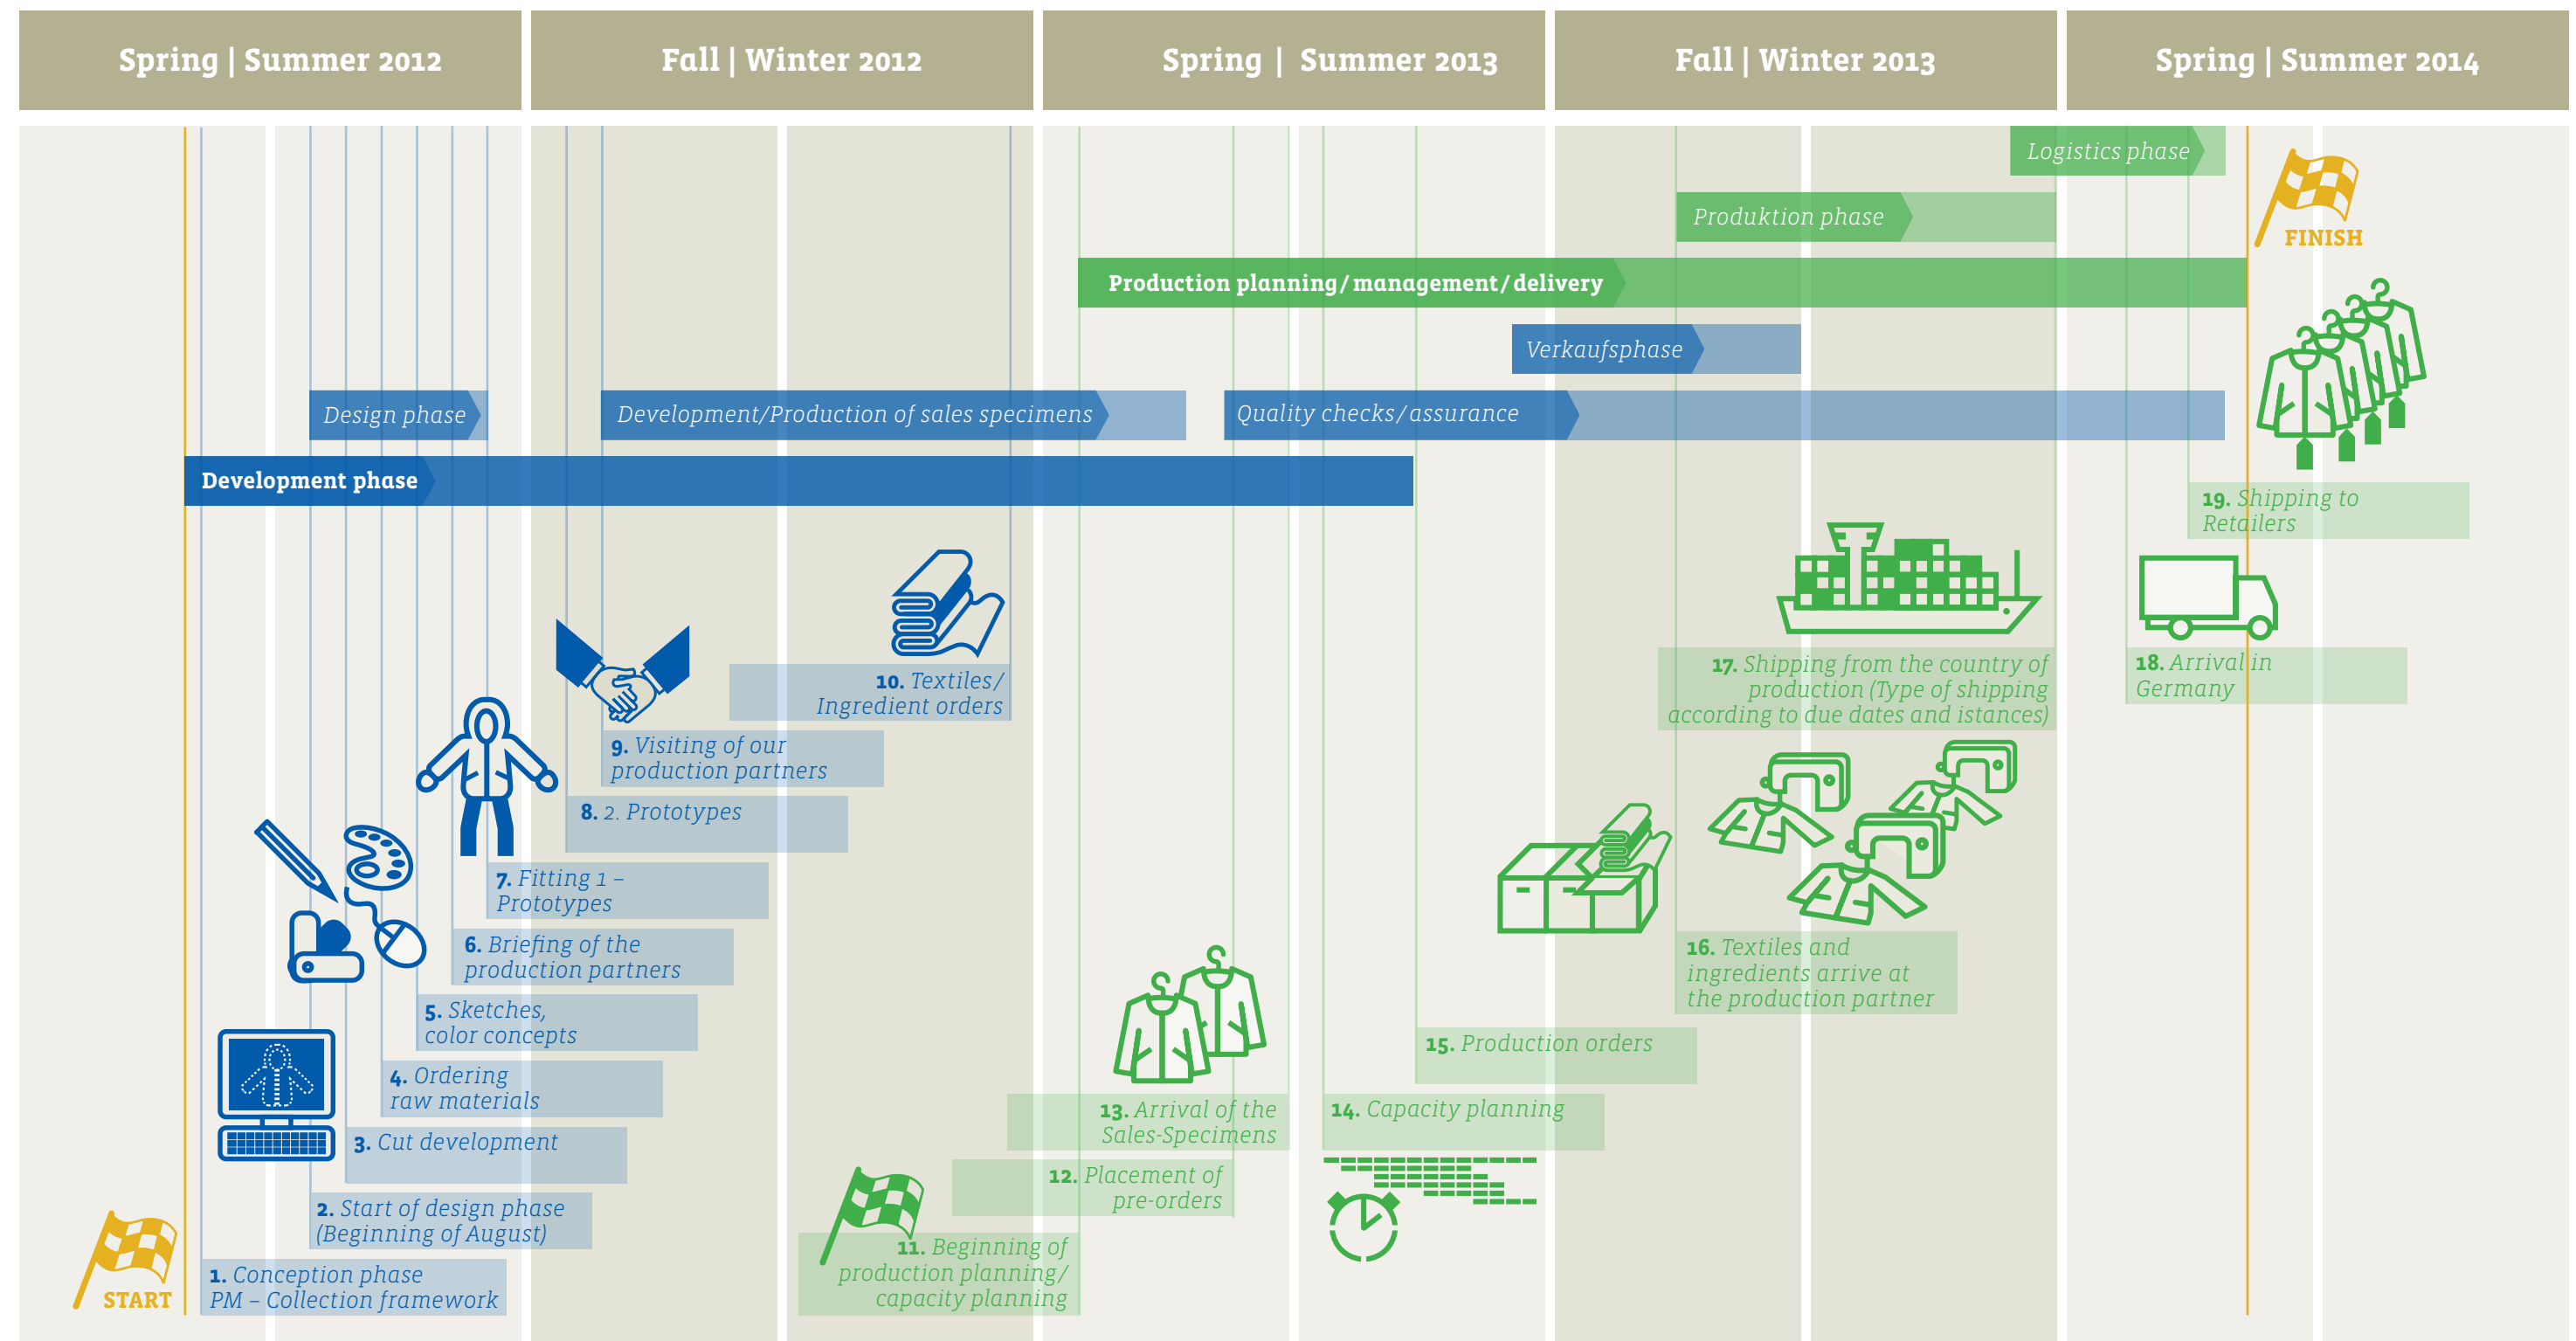 Spring | Summer 2012
Fall | Winter 2012
Spring | Summer 2013
Fall | Winter 2013
Spring | Summer 2014
Logistics phase
FINISH
Produktion phase
Production planning/management/delivery
Verkaufsphase
Design phase
Development/Production of sales specimens
Quality checks/assurance
Development phase
19. Shipping to
Retailers
17. Shipping from the country of
production (Type of shipping
according to due dates and istances)
18. Arrival in
Germany
10. Textiles/
Ingredient orders
9. Visiting of our
production partners
8. 2. Prototypes
7. Fitting 1 –
Prototypes
6. Briefing of the
production partners
5. Sketches,
color concepts
4. Ordering
raw materials
3. Cut development
2. Start of design phase
(Beginning of August)
1. Conception phase
PM – Collection framework
START
16. Textiles and
ingredients arrive at
the production partner
15. Production orders
14. Capacity planning
13. Arrival of the
Sales-Specimens
12. Placement of
pre-orders
11. Beginning of
production planning/
capacity planning